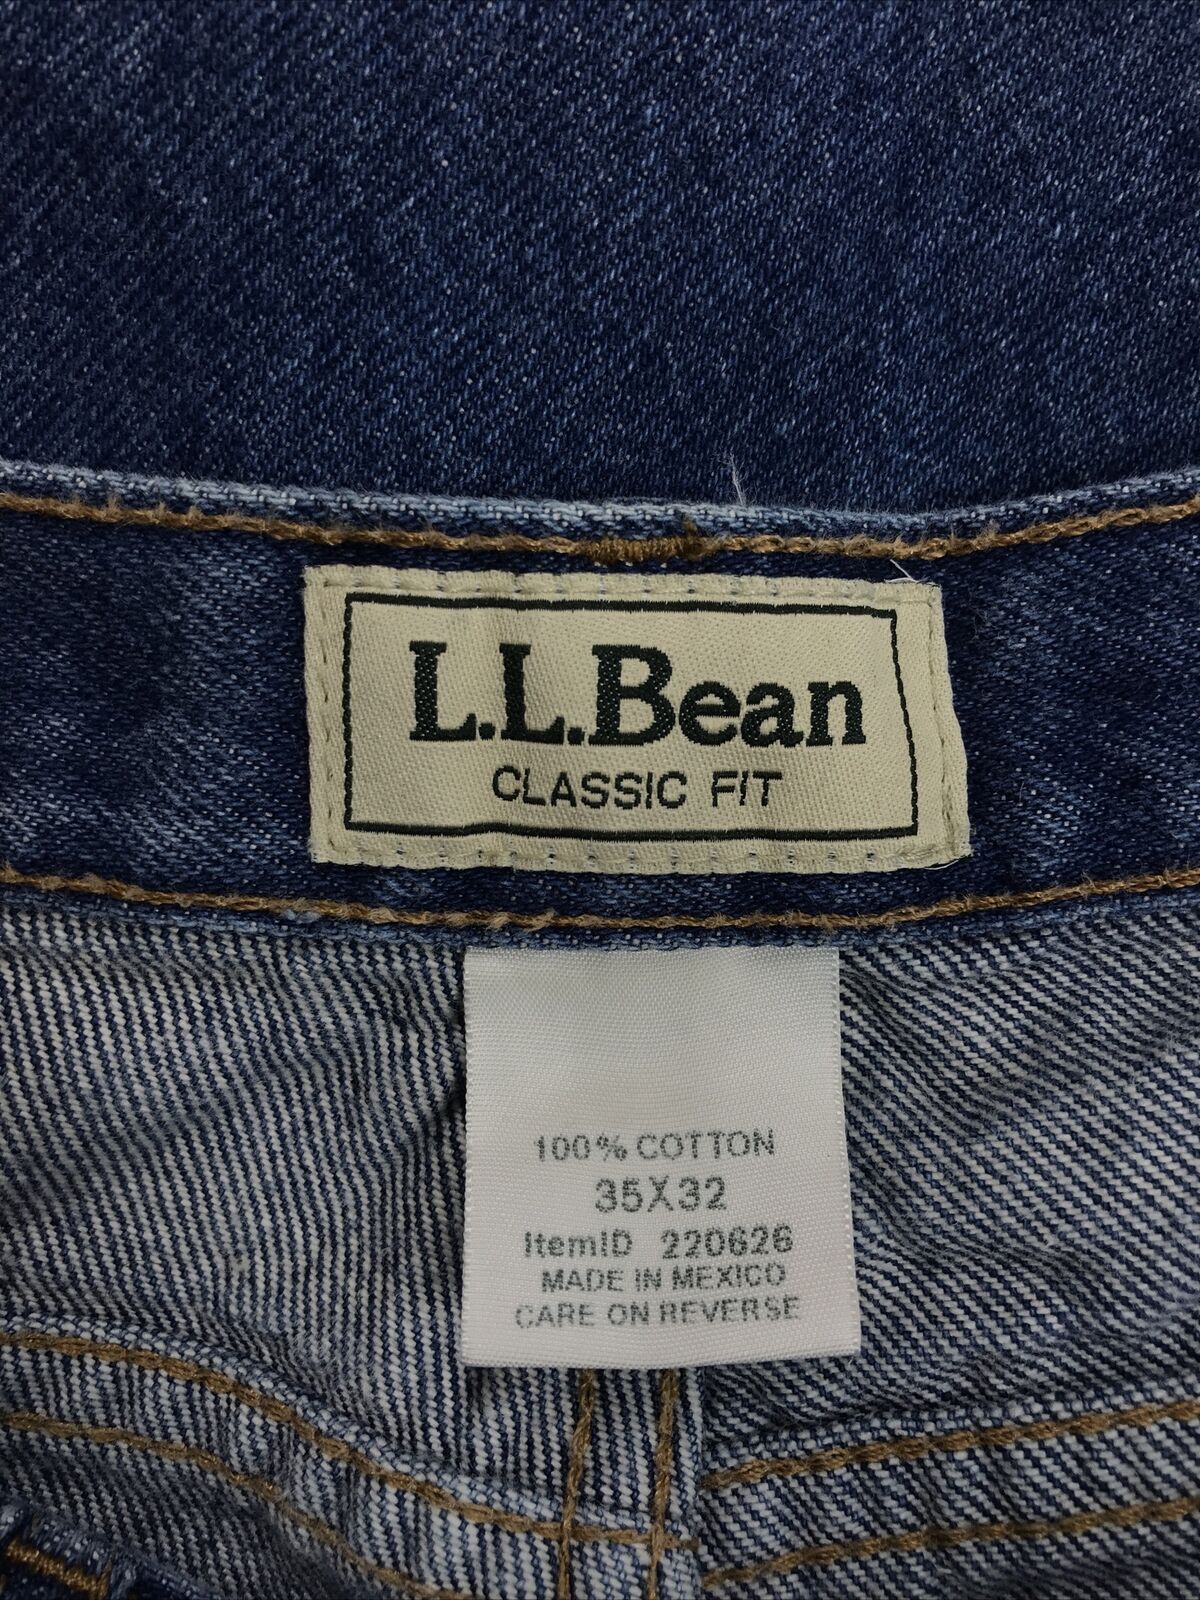 L.L.Bean
CLASSIC FIT
100% COTTON
35X32
ItemID 220626
MADE IN MEXICO
CARE ON REVERSE